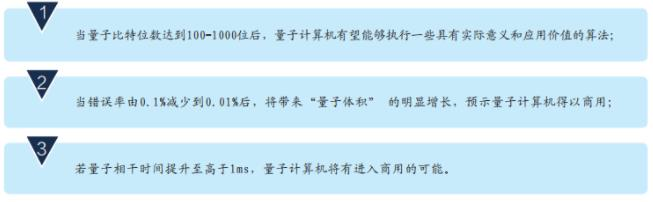 1
当量子比特位数达到100-1000位后，量子计算机有望能够执行一些具有实际意义和应用价值的算法；
2
当错误率由0.1%减少到0.01%后，将带来“量子体积” 的明显增长，预示量子计算机得以商用；
3
若量子相干时间提升至高于1ms，量子计算机将有进入商用的可能。